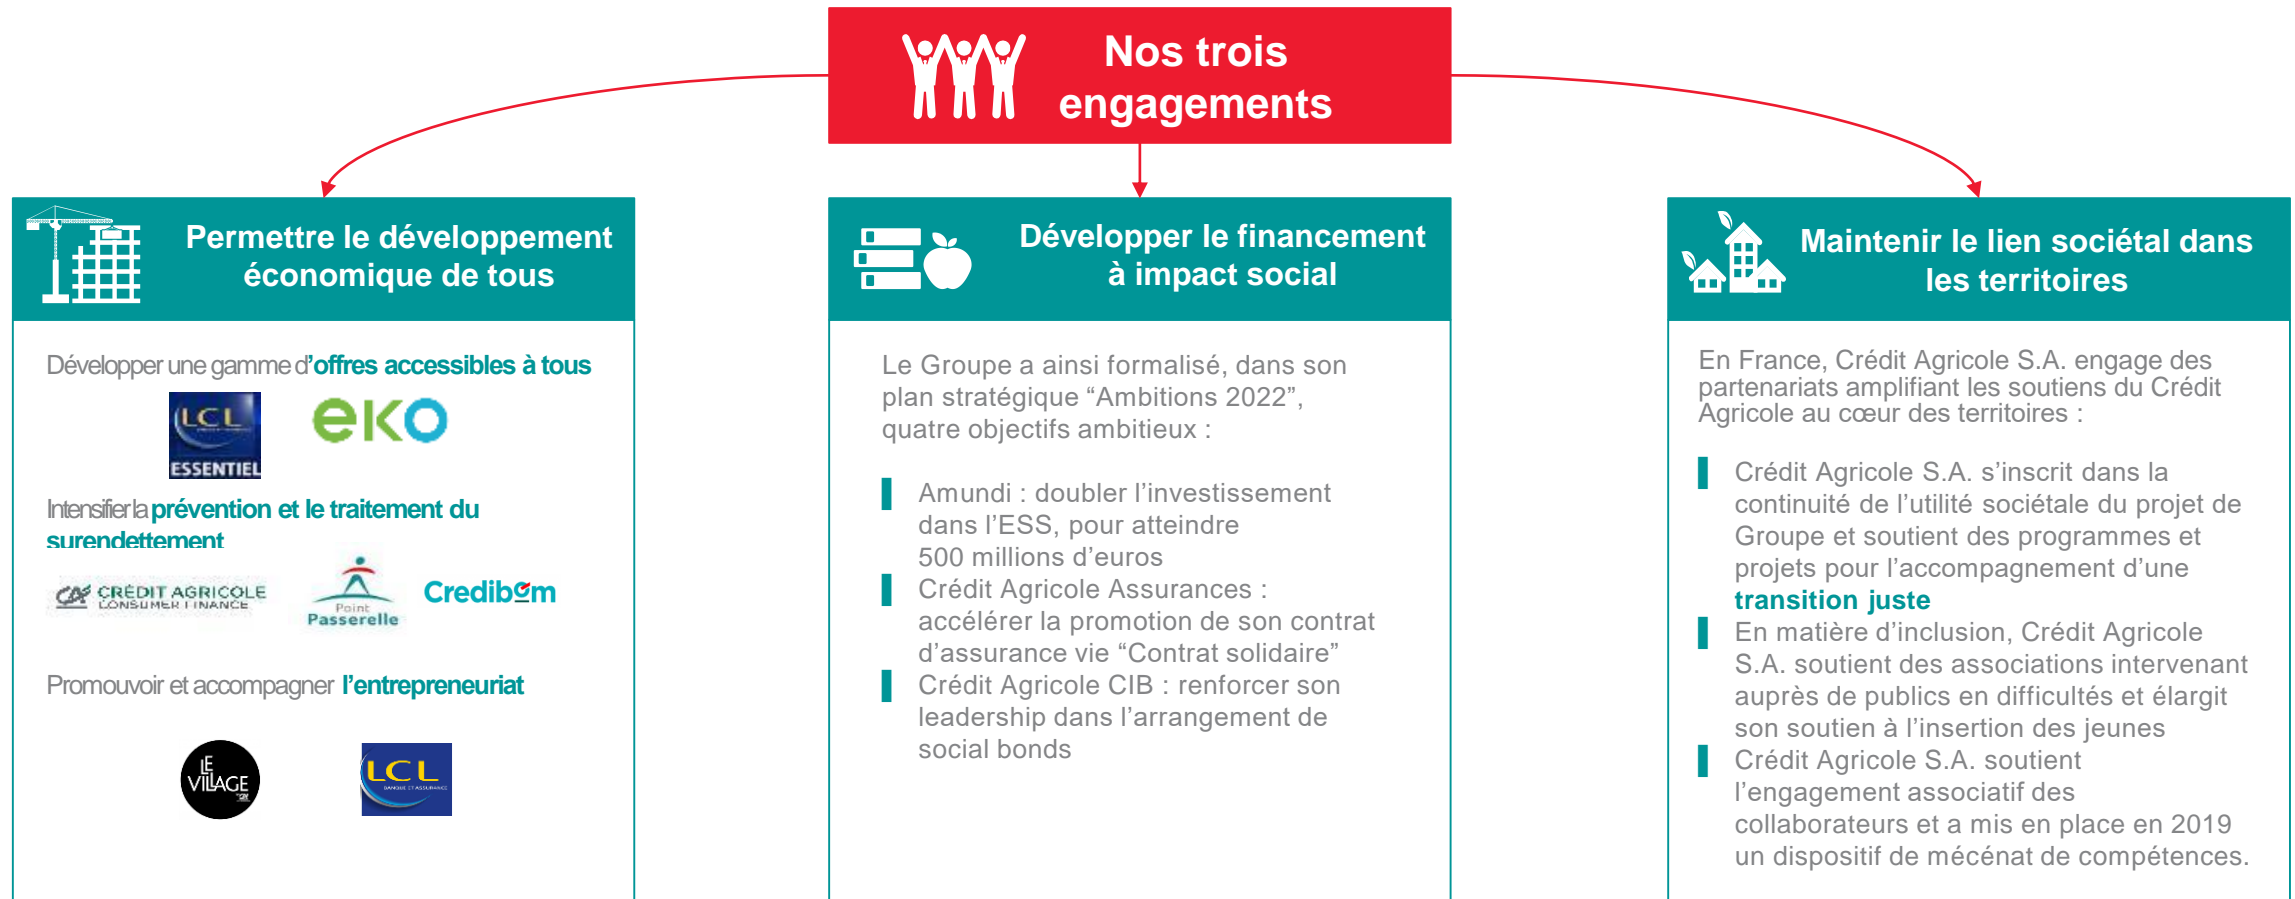 Nos trois
engagements
Permettre le développement
économique de tous
Développer une gamme d'offres accessibles à tous
LCL
ESSENTIEL
eko
Intensifier la prévention et le traitement du
surendettement
CRÉDIT AGRICOLE
CONSUMER FINANCE
Point
Passerelle
Credibom
Promouvoir et accompagner l’entrepreneuriat
LE
VILLAGE
LCL
BANQUE ET ASSURANCE
Développer le financement
à impact social
Le Groupe a ainsi formalisé, dans son
plan stratégique “Ambitions 2022”,
quatre objectifs ambitieux :
Amundi : doubler l’investissement
dans l’ESS, pour atteindre
500 millions d’euros
Crédit Agricole Assurances :
accélérer la promotion de son contrat
d’assurance vie “Contrat solidaire”
Crédit Agricole CIB : renforcer son
leadership dans l’arrangement de
social bonds
Maintenir le lien sociétal dans
les territoires
En France, Crédit Agricole S.A. engage des
partenariats amplifiant les soutiens du Crédit
Agricole au cœur des territoires :
Crédit Agricole S.A. s’inscrit dans la
continuité de l’utilité sociétale du projet de
Groupe et soutient des programmes et
projets pour l’accompagnement d’une
transition juste
En matière d’inclusion, Crédit Agricole
S.A. soutient des associations intervenant
auprès de publics en difficultés et élargit
son soutien à l’insertion des jeunes
Crédit Agricole S.A. soutient
l’engagement associatif des
collaborateurs et a mis en place en 2019
un dispositif de mécénat de compétences.